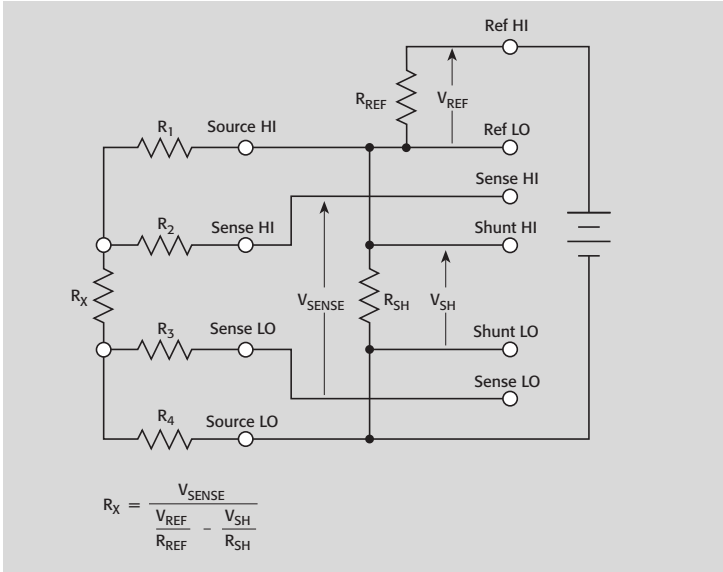 Ref HI
R_REF
V_REF
R_1
Source HI
Ref LO
Sense HI
R_2
Sense HI
Shunt HI
R_X
V_SENSE
R_SH
V_SH
R_3
Sense LO
Shunt LO
Sense LO
R_4
Source LO
R_X = V_SENSE / (V_REF / R_REF – V_SH / R_SH)